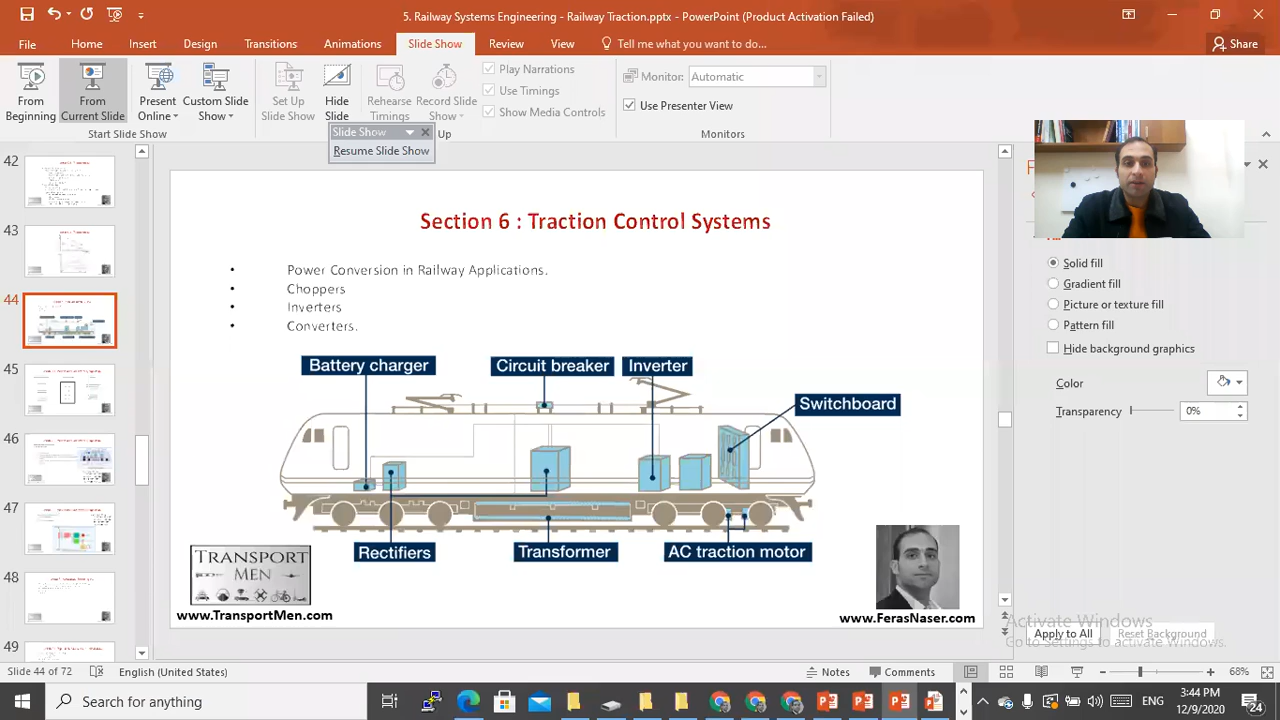 5. Railway Systems Engineering - Railway Traction.pptx - PowerPoint (Product Activation Failed)
File Home Insert Design Transitions Animations Slide Show Review View Tell me what you want to do... Share
From Beginning
From Current Slide
Present Online
Custom Slide Show
Set Up Slide Show
Hide Slide
Rehearse Timings
Record Slide Show
Play Narrations
Use Timings
Show Media Controls
Monitor: Automatic
Use Presenter View
Start Slide Show
Up
Monitors
Slide Show
Resume Slide Show
42
43
44
45
46
47
48
49
Section 6 : Traction Control Systems
• Power Conversion in Railway Applications.
• Choppers
• Inverters
• Converters.
Battery charger
Circuit breaker
Inverter
Switchboard
Rectifiers
Transformer
AC traction motor
TRANSPORT
MEN
www.TransportMen.com
www.FerasNaser.com
Solid fill
Gradient fill
Picture or texture fill
Pattern fill
Hide background graphics
Color
Transparency 0%
Activate Windows
Go to Settings to activate Windows.
Apply to All Reset Background
Slide 44 of 72 English (United States) Notes Comments 68%
Search for anything
ENG
3:44 PM
12/9/2020
24